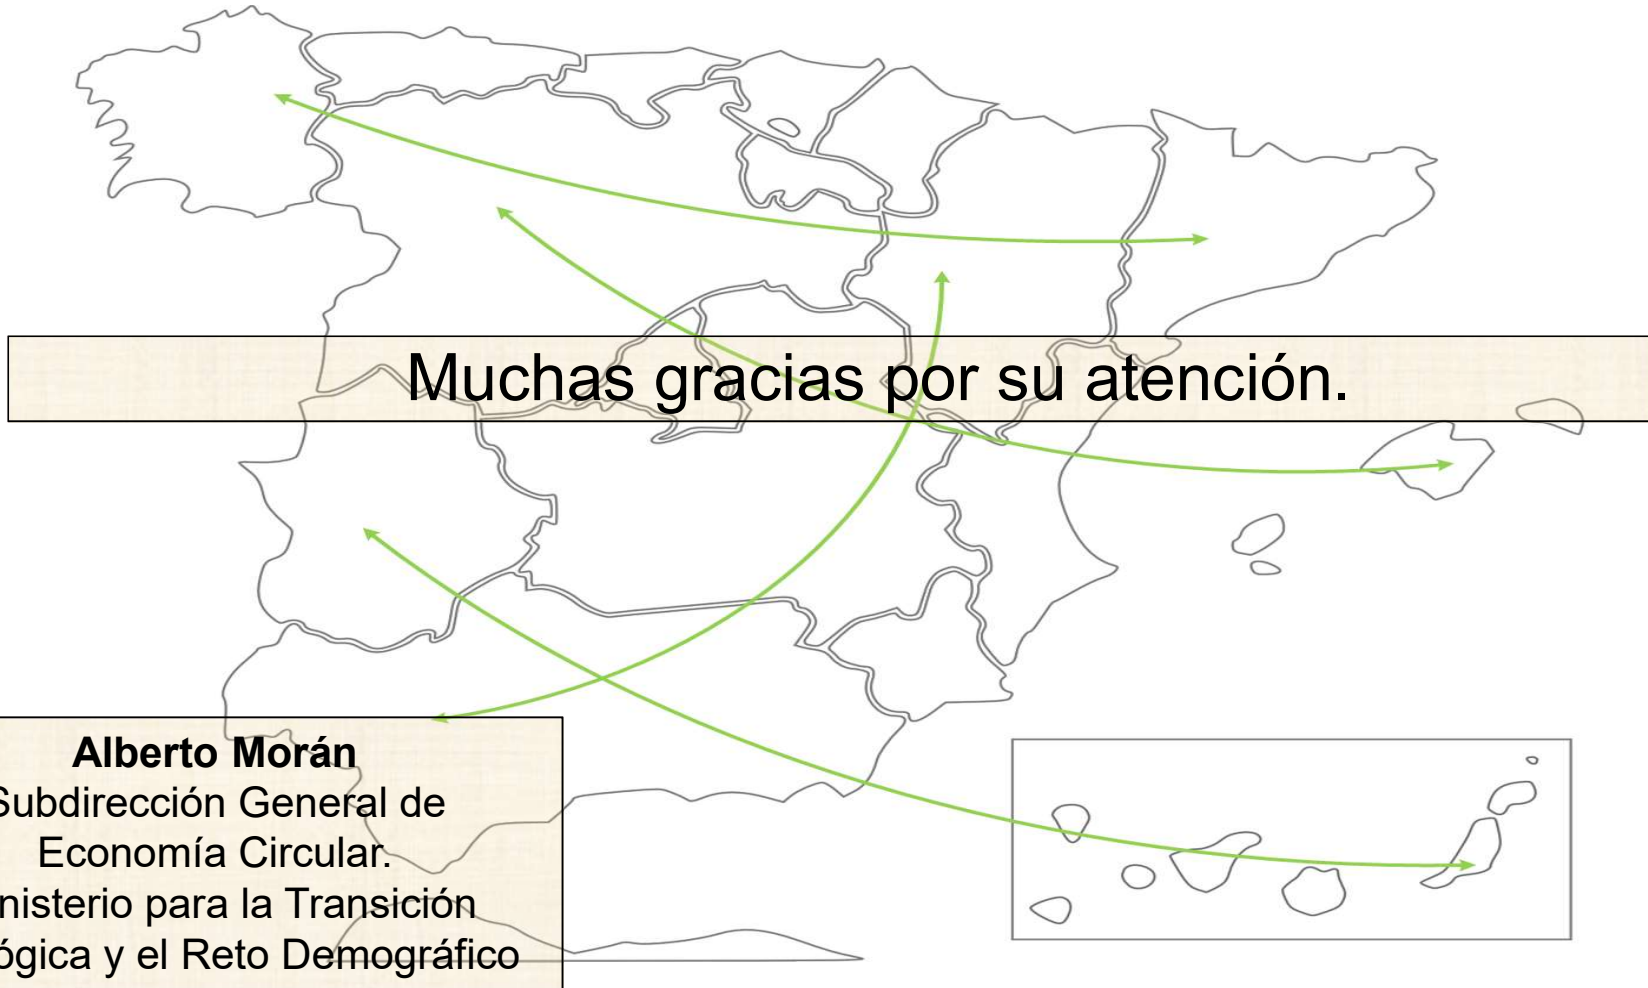 Muchas gracias por su atención.
Alberto Morán
Subdirección General de
Economía Circular.
nisterio para la Transición
ógica y el Reto Demográfico